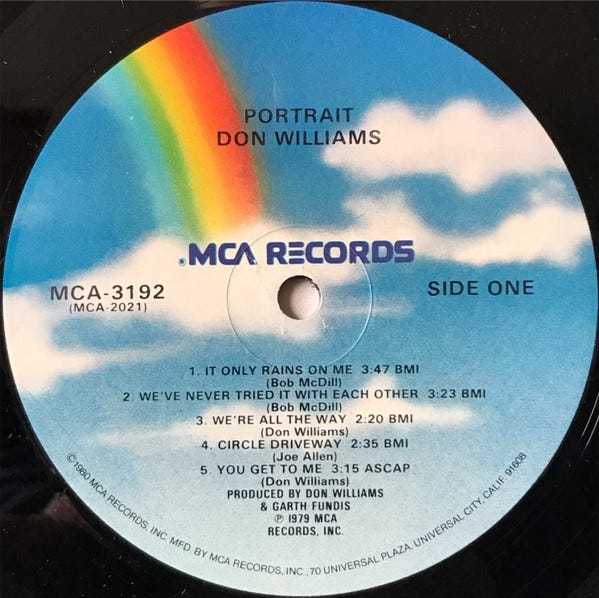 PORTRAIT
DON WILLIAMS
®MCA RECORDS
MCA-3192
(MCA-2021)
SIDE ONE
1. IT ONLY RAINS ON ME 3:47 BMI
(Bob McDill)
2. WE'VE NEVER TRIED IT WITH EACH OTHER 3:23 BMI
(Bob McDill)
3. WE'RE ALL THE WAY 2:20 BMI
(Don Williams)
4. CIRCLE DRIVEWAY 2:35 BMI
(Joe Allen)
5. YOU GET TO ME 3:15 ASCAP
(Don Williams)
PRODUCED BY DON WILLIAMS
& GARTH FUNDIS
℗ 1979 MCA
RECORDS, INC.
©1980 MCA RECORDS, INC. MFD. BY MCA RECORDS, INC., 70 UNIVERSAL PLAZA, UNIVERSAL CITY, CALIF. 91608